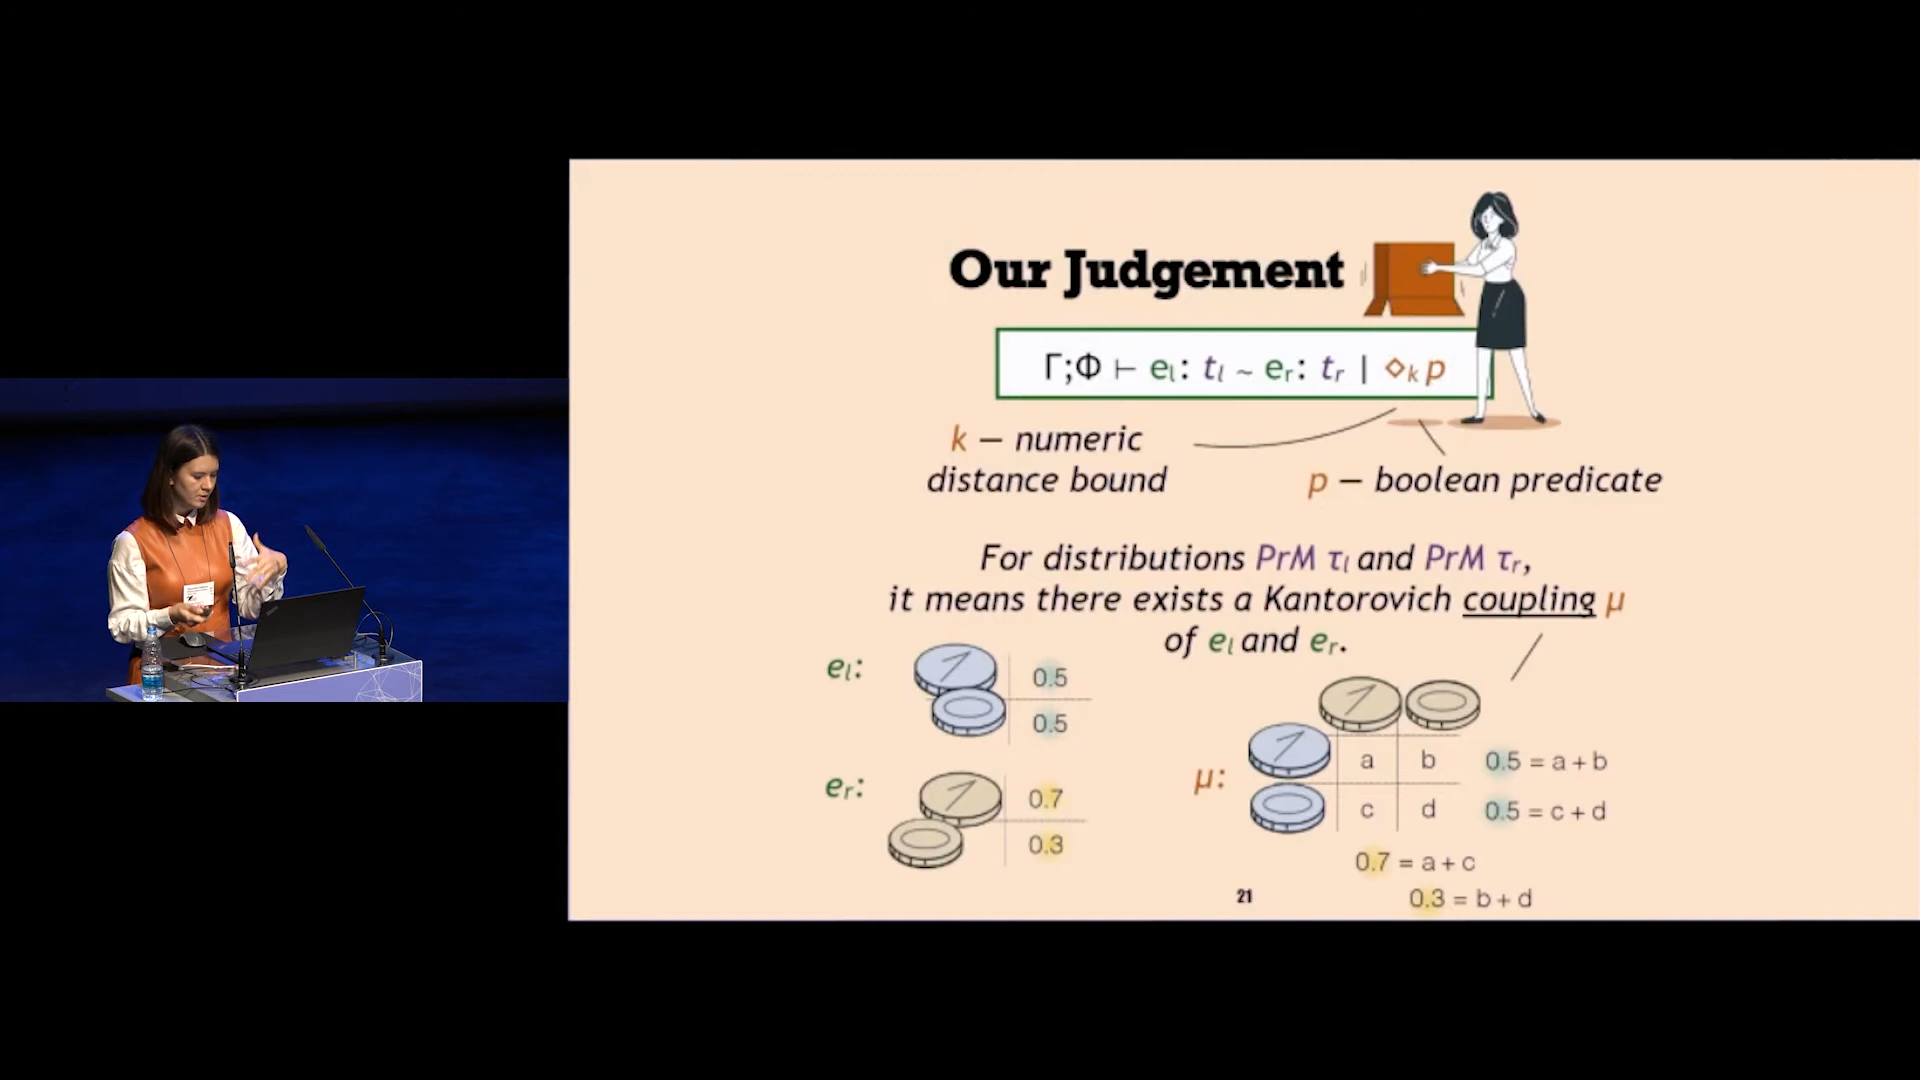 Our Judgement
Γ;Φ ⊢ eₗ: tₗ ~ eᵣ: tᵣ | ◇ₖ p
k – numeric
distance bound
p – boolean predicate
For distributions PrM τₗ and PrM τᵣ,
it means there exists a Kantorovich coupling μ
of eₗ and eᵣ.
eₗ:
0.5
0.5
eᵣ:
0.7
0.3
μ:
a b 0.5 = a + b
c d 0.5 = c + d
0.7 = a + c
0.3 = b + d
21